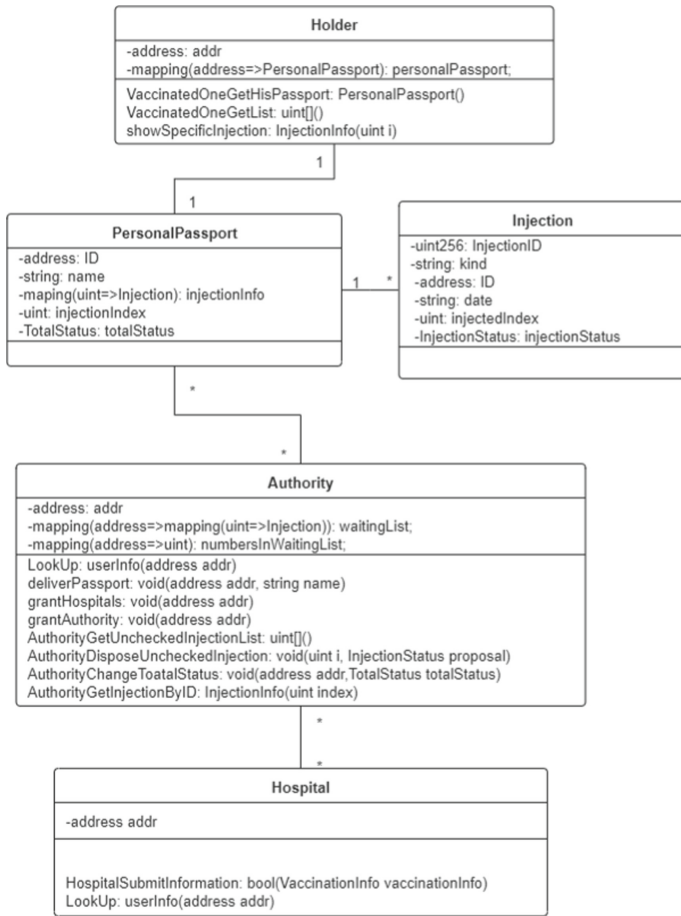 Holder
-address: addr
-mapping(address=>PersonalPassport): personalPassport;
VaccinatedOneGetHisPassport: PersonalPassport()
VaccinatedOneGetList: uint[]()
showSpecificInjection: InjectionInfo(uint i)
1
1
PersonalPassport
-address: ID
-string: name
-maping(uint=>Injection): injectionInfo
-uint: injectionIndex
-TotalStatus: totalStatus
1
*
Injection
-uint256: InjectionID
-string: kind
-address: ID
-string: date
-uint: injectedIndex
-InjectionStatus: injectionStatus
*
*
Authority
-address: addr
-mapping(address=>mapping(uint=>Injection)): waitingList;
-mapping(address=>uint): numbersInWaitingList;
LookUp: userInfo(address addr)
deliverPassport: void(address addr, string name)
grantHospitals: void(address addr)
grantAuthority: void(address addr)
AuthorityGetUncheckedInjectionList: uint[]()
AuthorityDisposeUncheckedInjection: void(uint i, InjectionStatus proposal)
AuthorityChangeToatalStatus: void(address addr,TotalStatus totalStatus)
AuthorityGetInjectionByID: InjectionInfo(uint index)
*
*
Hospital
-address addr
HospitalSubmitInformation: bool(VaccinationInfo vaccinationInfo)
LookUp: userInfo(address addr)